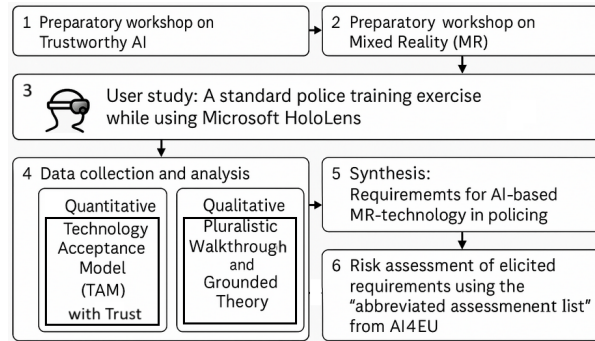 1 Preparatory workshop on
Trustworthy AI
2 Preparatory workshop on
Mixed Reality (MR)
3
User study: A standard police training exercise
while using Microsoft HoloLens
4 Data collection and analysis
Quantitative
Technology
Acceptance
Model
(TAM)
with Trust
Qualitative
Pluralistic
Walkthrough
and
Grounded
Theory
5 Synthesis:
Requirememts for AI-based
MR-technology in policing
6 Risk assessment of elicited
requirements using the
"abbreviated assessmenent list"
from AI4EU